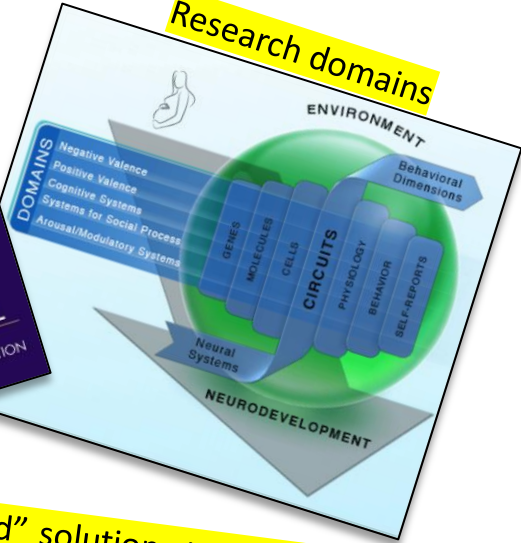 Research domains
ENVIRONMENT
Behavioral
Dimensions
DOMAINS
Negative Valence
Positive Valence
Cognitive Systems
Systems for Social Process
Arousal/Modulatory Systems
GENES
MOLECULES
CELLS
CIRCUITS
PHYSIOLOGY
BEHAVIOR
SELF-REPORTS
Neural
Systems
NEURODEVELOPMENT
L
ION
d” solution